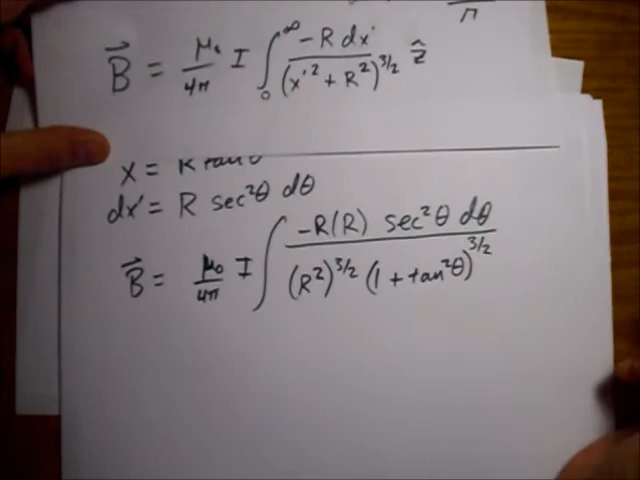 B⃗ = μ₀/4π I ∫₀^∞ -R dx' / (x'² + R²)^3/2 ẑ
x = R tan θ
dx' = R sec²θ dθ
B⃗ = μ₀/4π I ∫ -R(R) sec²θ dθ / (R²)^3/2 (1 + tan²θ)^3/2